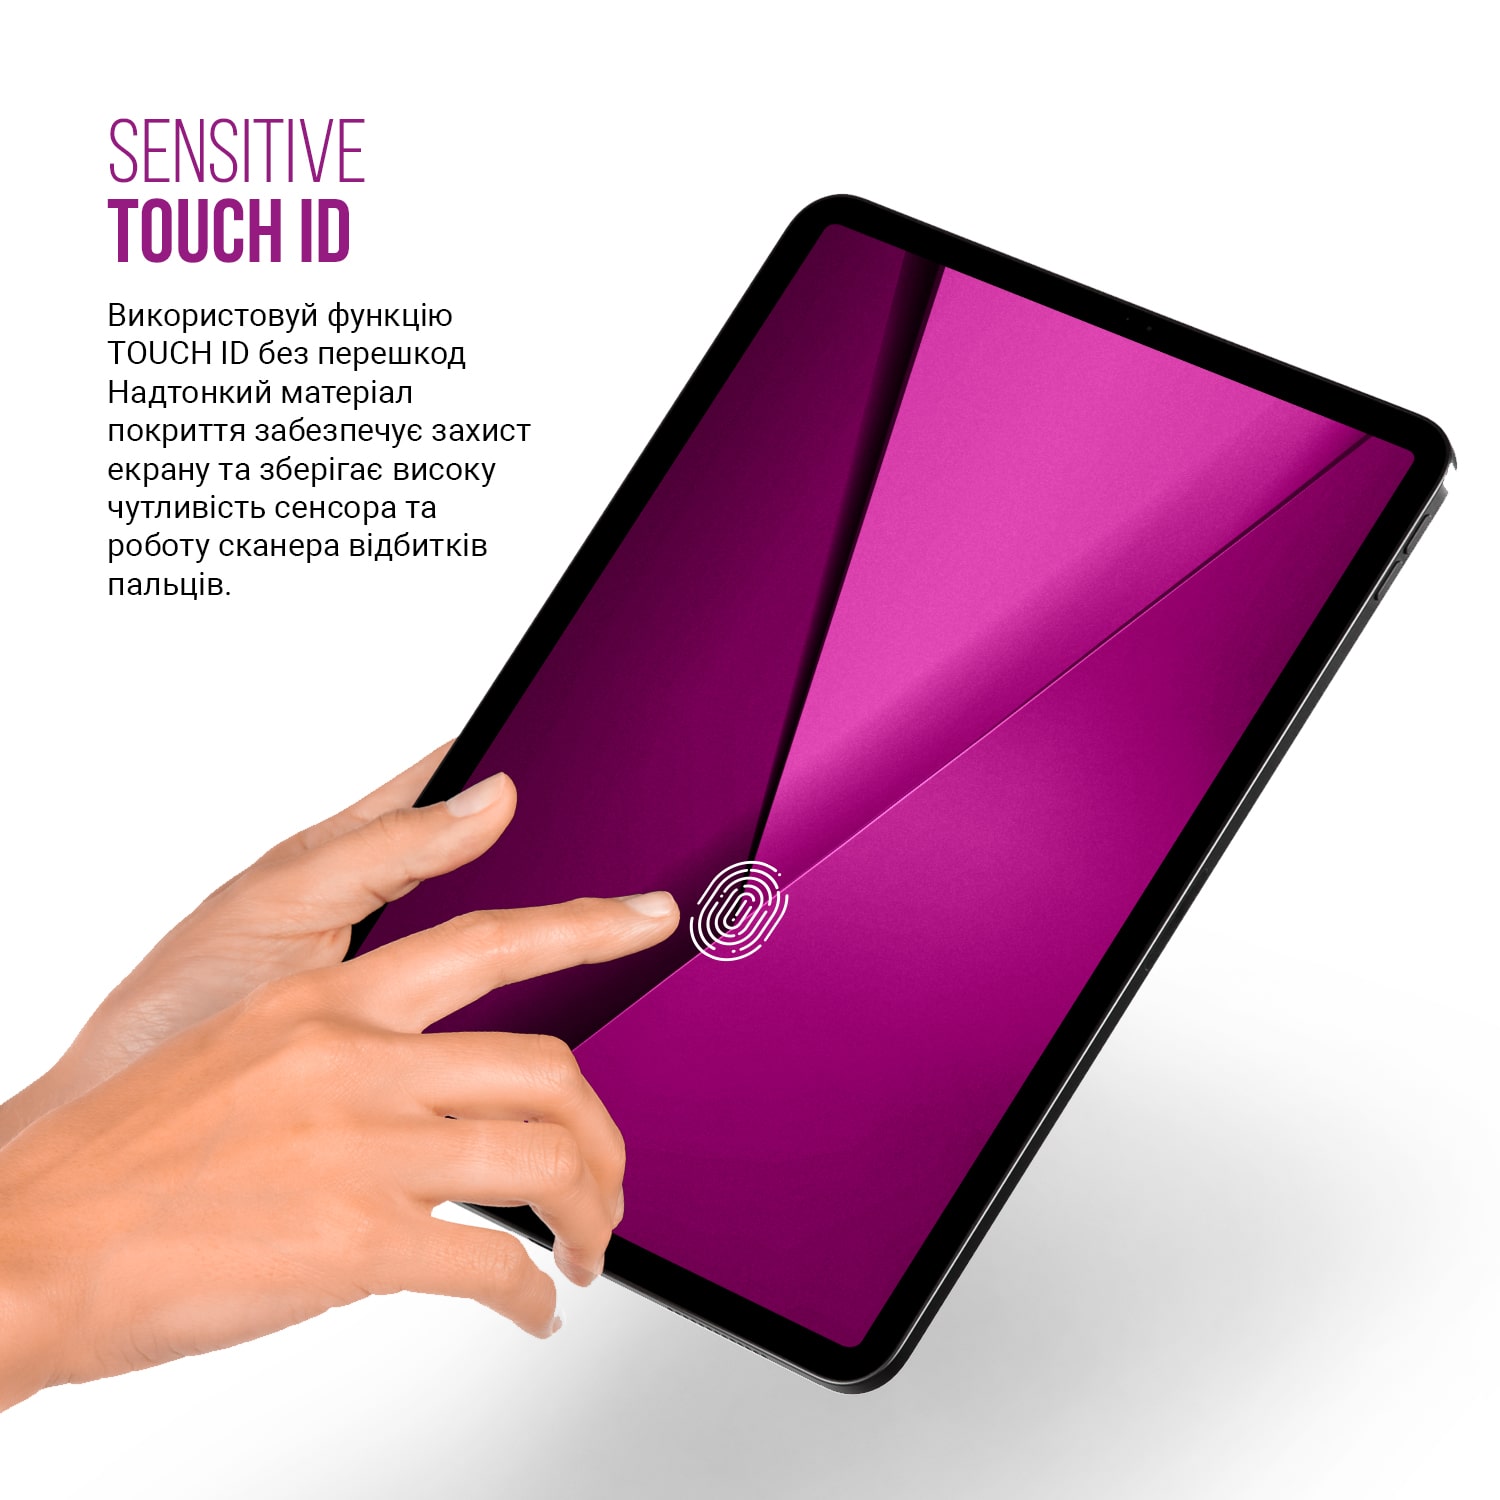 SENSITIVE
TOUCH ID
Використовуй функцію
TOUCH ID без перешкод
Надтонкий матеріал
покриття забезпечує захист
екрану та зберігає високу
чутливість сенсора та
роботу сканера відбитків
пальців.